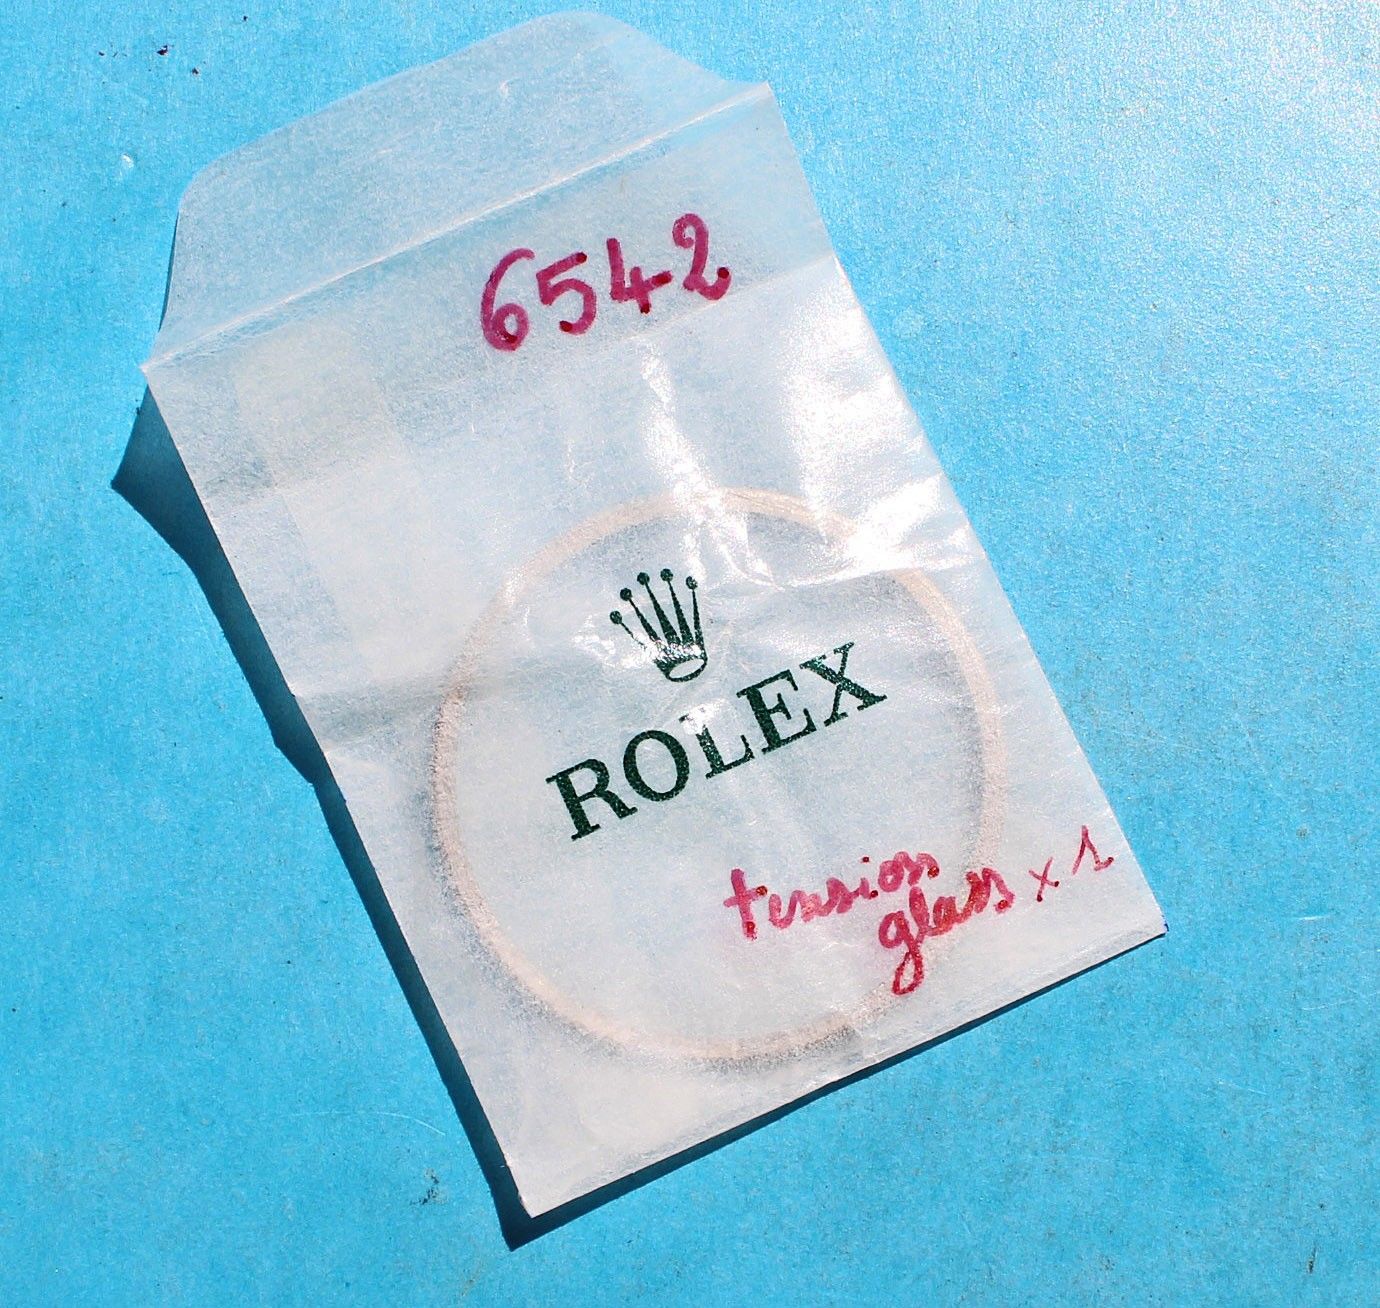 6542
ROLEX
tension
glass x 1